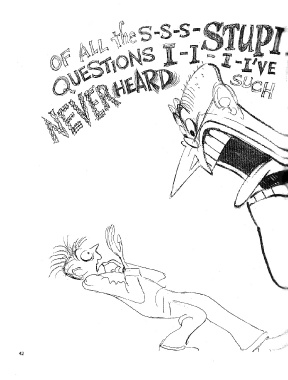 OF ALL the S-S-S-STUPI
QUESTIONS I-I-I-I'VE
NEVER HEARD SUCH
42